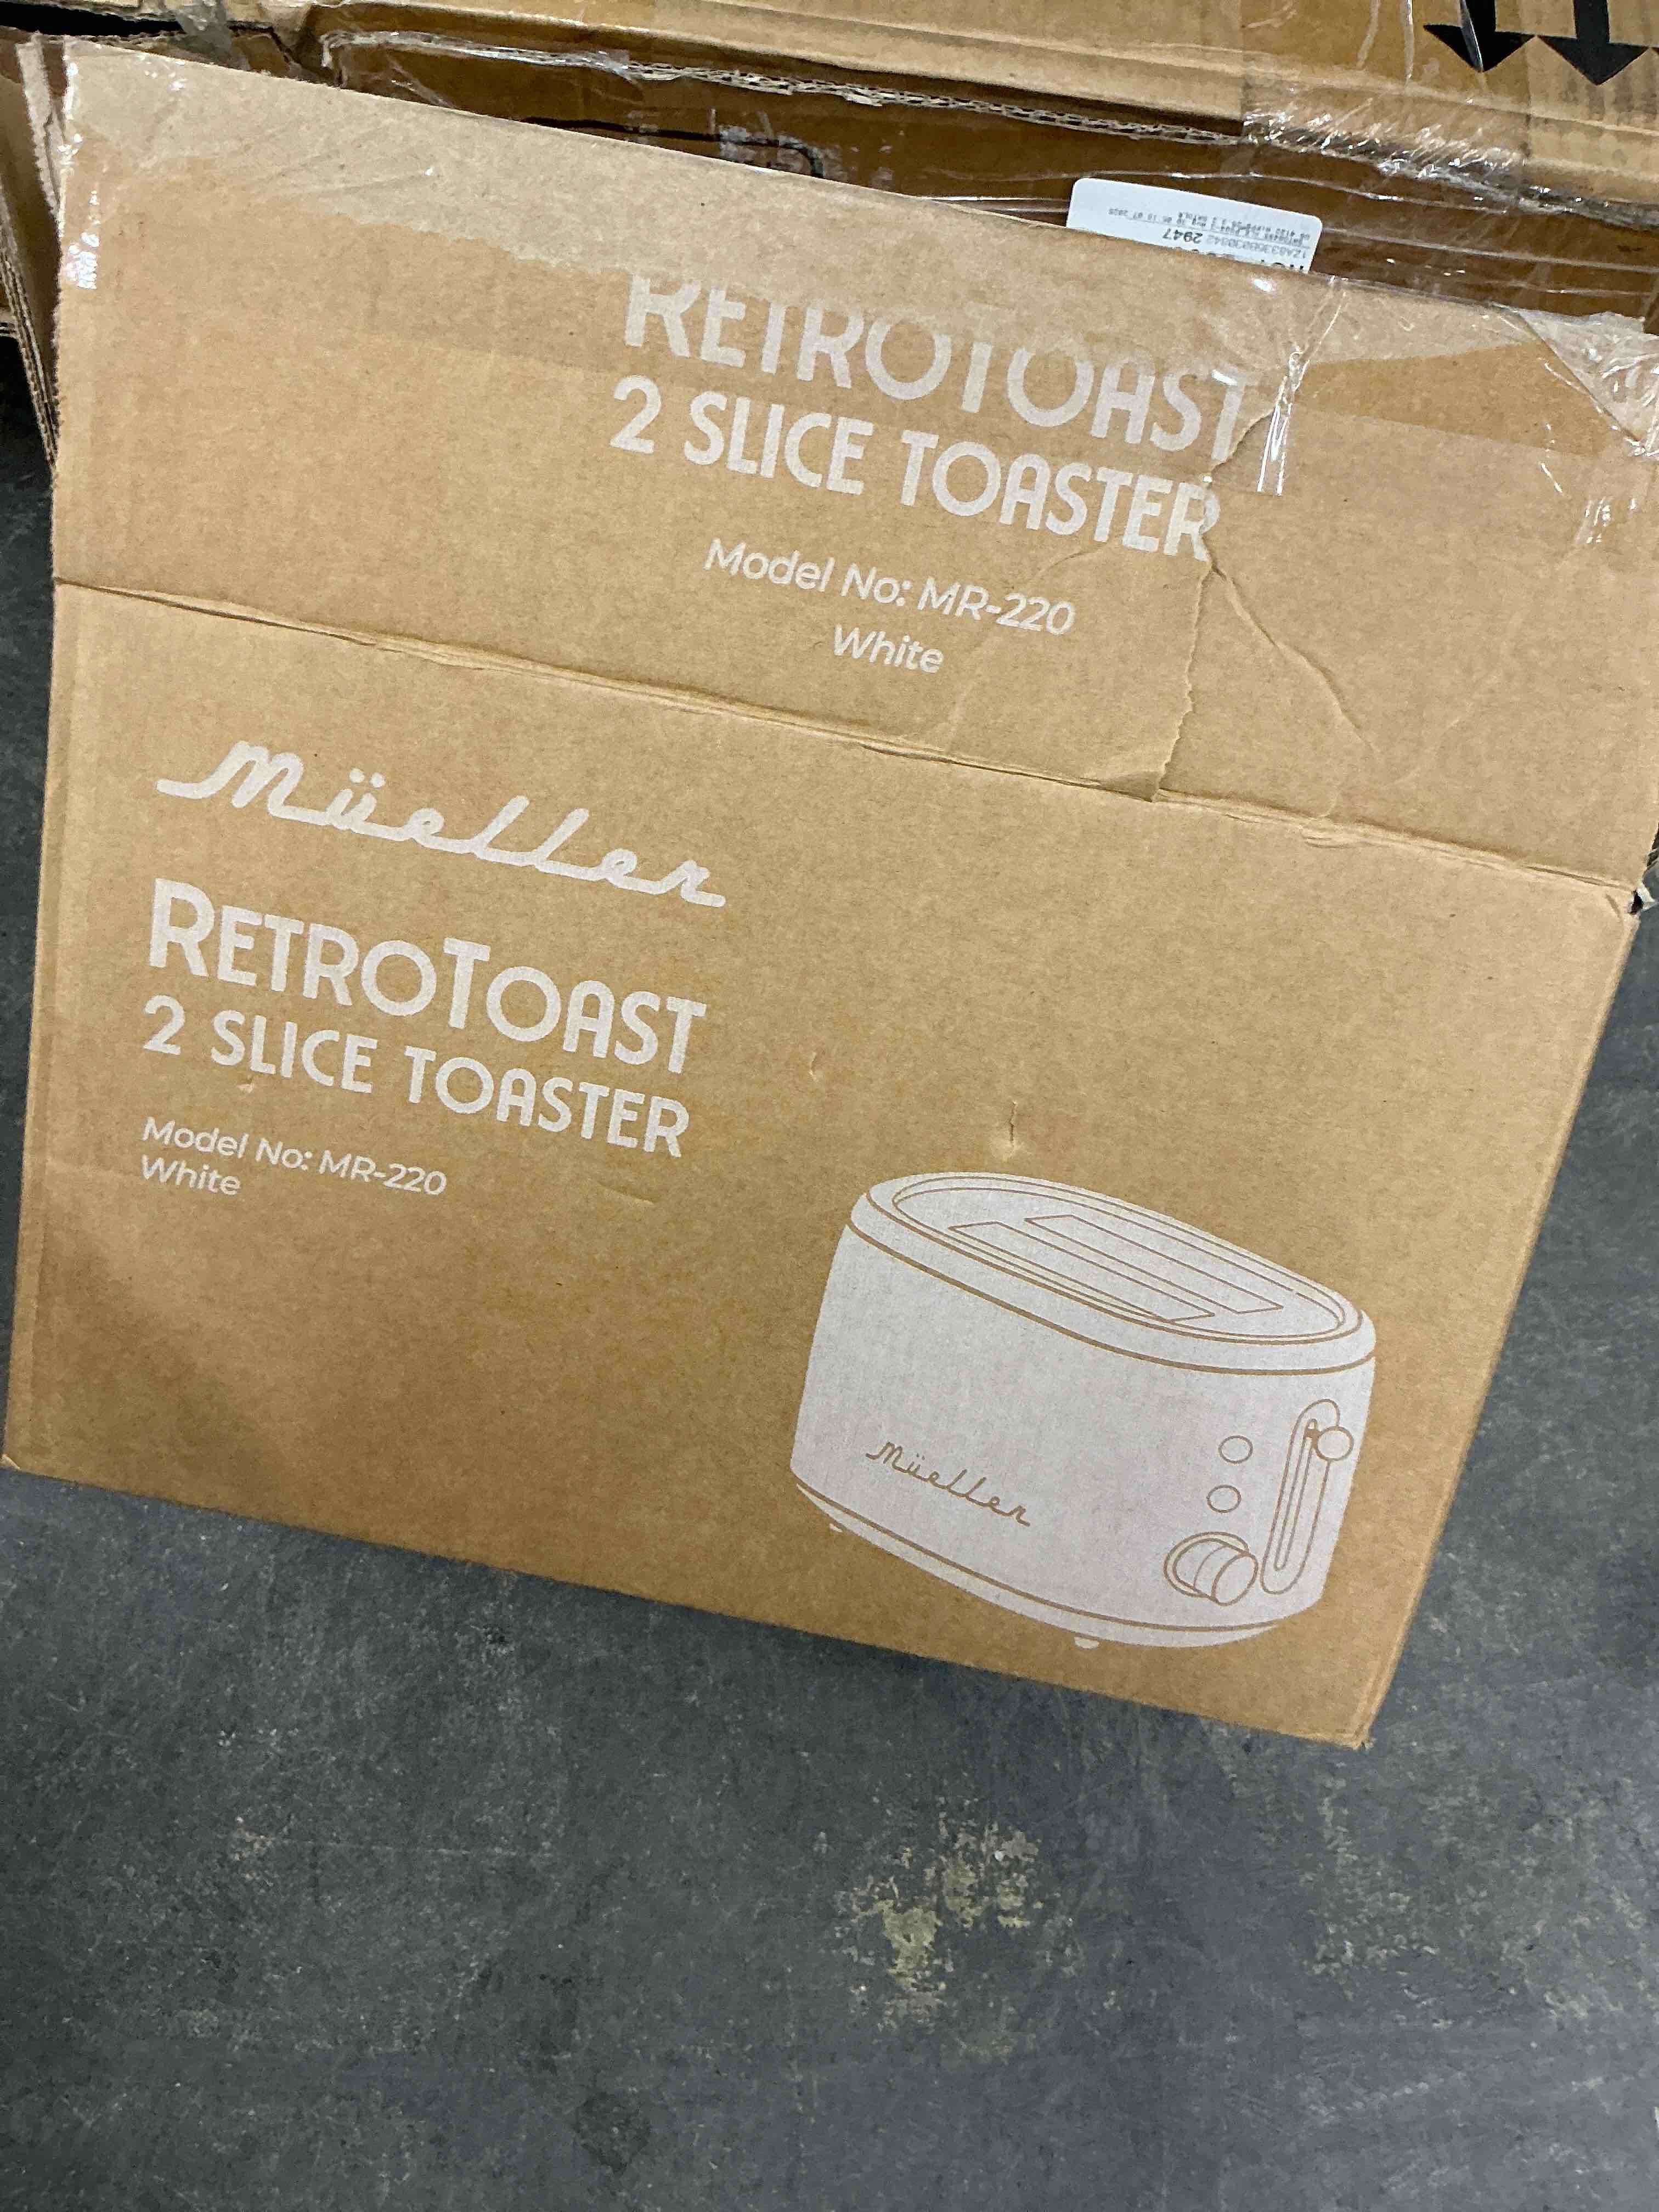 2947
RETROTOAST
2 SLICE TOASTER
Model No: MR-220
White
Müeller
RETROTOAST
2 SLICE TOASTER
Model No: MR-220
White
Müeller